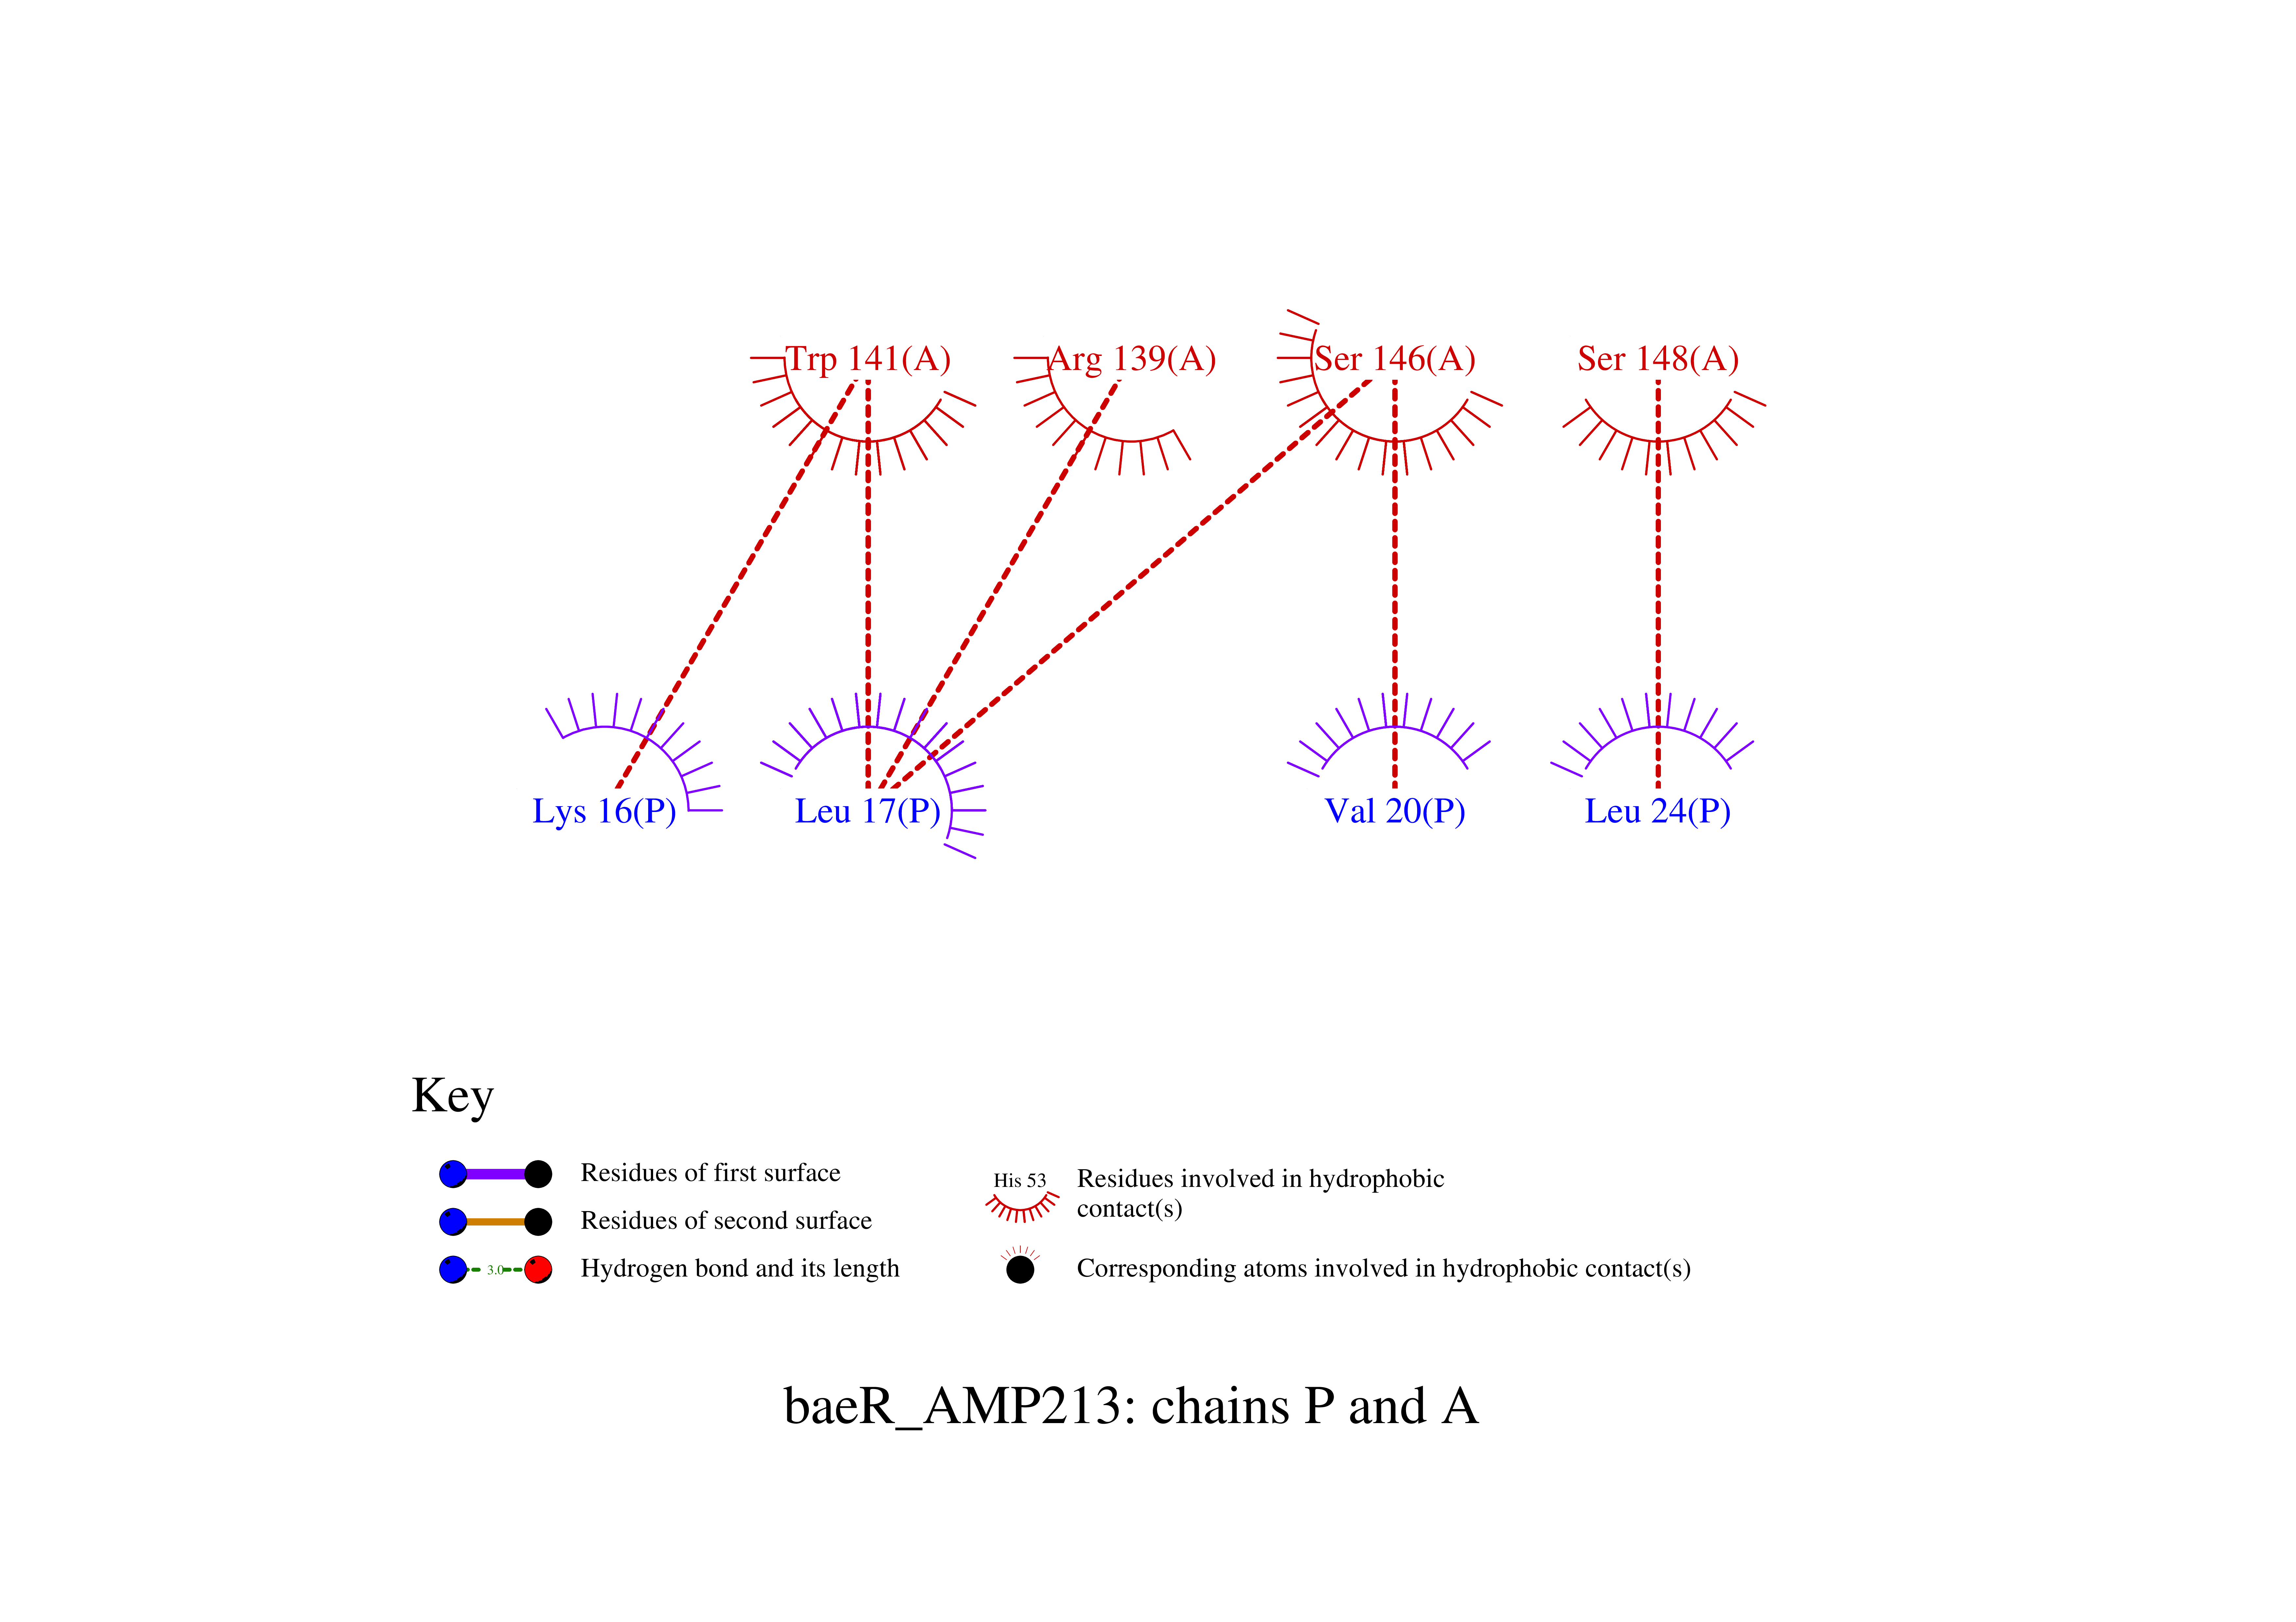 Trp 141(A) Arg 139(A) Ser 146(A) Ser 148(A)
Lys 16(P) Leu 17(P) Val 20(P) Leu 24(P)
Key
Residues of first surface
Residues of second surface
3.0 Hydrogen bond and its length
His 53 Residues involved in hydrophobic
contact(s)
Corresponding atoms involved in hydrophobic contact(s)
baeR_AMP213: chains P and A